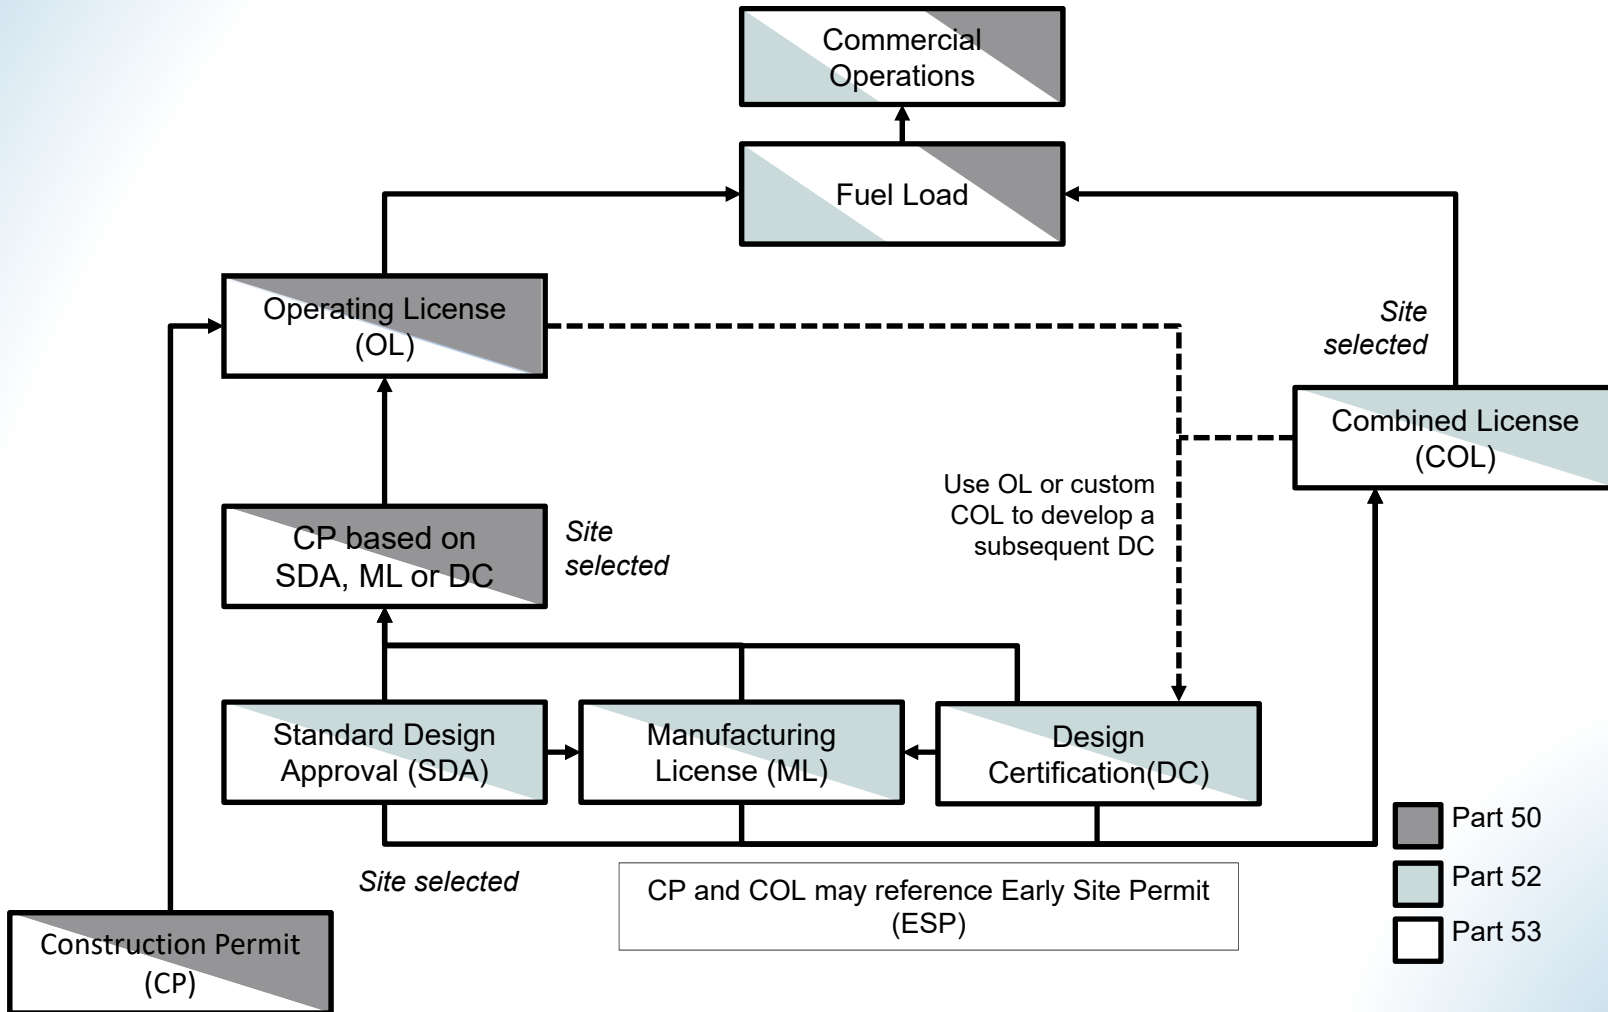 Commercial
Operations
Fuel Load
Operating License
(OL)
Site
selected
Combined License
(COL)
Use OL or custom
COL to develop a
subsequent DC
CP based on
SDA, ML or DC
Site
selected
Standard Design
Approval (SDA)
Manufacturing
License (ML)
Design
Certification(DC)
Part 50
Part 52
Part 53
Site selected
CP and COL may reference Early Site Permit
(ESP)
Construction Permit
(CP)